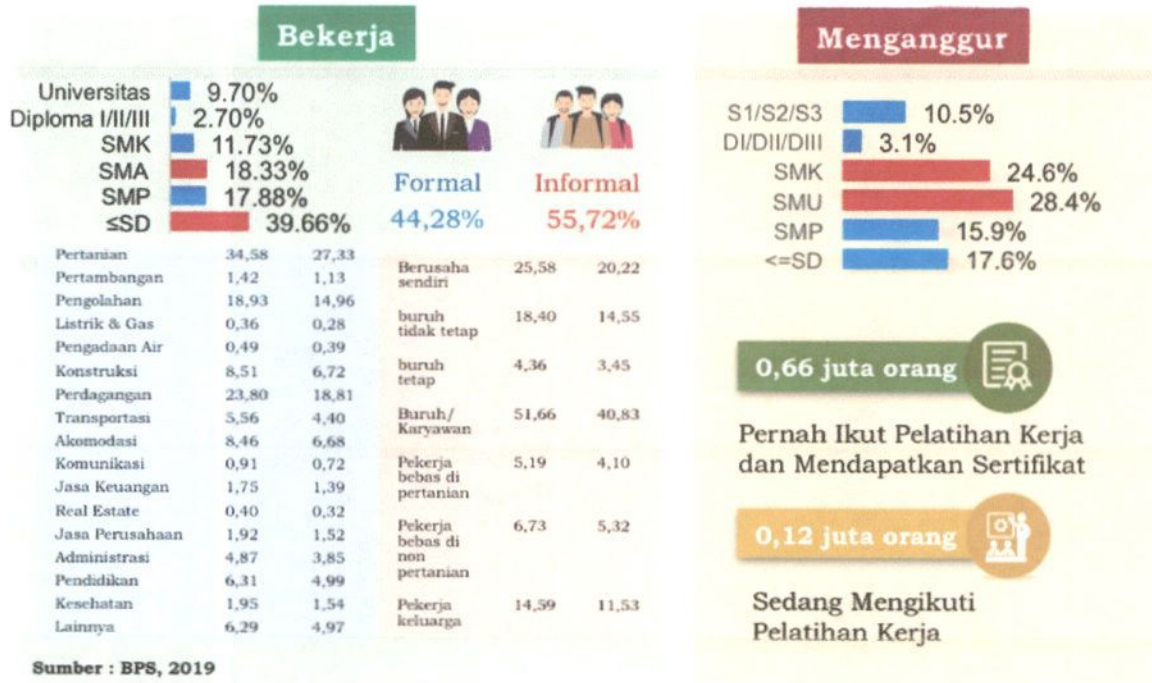 Bekerja
Universitas 9.70%
Diploma I/II/III 2.70%
SMK 11.73%
SMA 18.33%
SMP 17.88%
≤SD 39.66%
Formal
44,28%
Informal
55,72%
Pertanian 34,58 27,33
Pertambangan 1,42 1,13
Pengolahan 18,93 14,96
Listrik & Gas 0,36 0,28
Pengadaan Air 0,49 0,39
Konstruksi 8,51 6,72
Perdagangan 23,80 18,81
Transportasi 5,56 4,40
Akomodasi 8,46 6,68
Komunikasi 0,91 0,72
Jasa Keuangan 1,75 1,39
Real Estate 0,40 0,32
Jasa Perusahaan 1,92 1,52
Administrasi 4,87 3,85
Pendidikan 6,31 4,99
Kesehatan 1,95 1,54
Lainnya 6,29 4,97
Berusaha 25,58 20,22
sendiri
buruh 18,40 14,55
tidak tetap
buruh 4,36 3,45
tetap
Buruh/ 51,66 40,83
Karyawan
Pekerja 5,19 4,10
bebas di
pertanian
Pekerja 6,73 5,32
bebas di
non
pertanian
Pekerja 14,59 11,53
keluarga
Menganggur
S1/S2/S3 10.5%
DI/DII/DIII 3.1%
SMK 24.6%
SMU 28.4%
SMP 15.9%
<=SD 17.6%
0,66 juta orang
Pernah Ikut Pelatihan Kerja
dan Mendapatkan Sertifikat
0,12 juta orang
Sedang Mengikuti
Pelatihan Kerja
Sumber : BPS, 2019